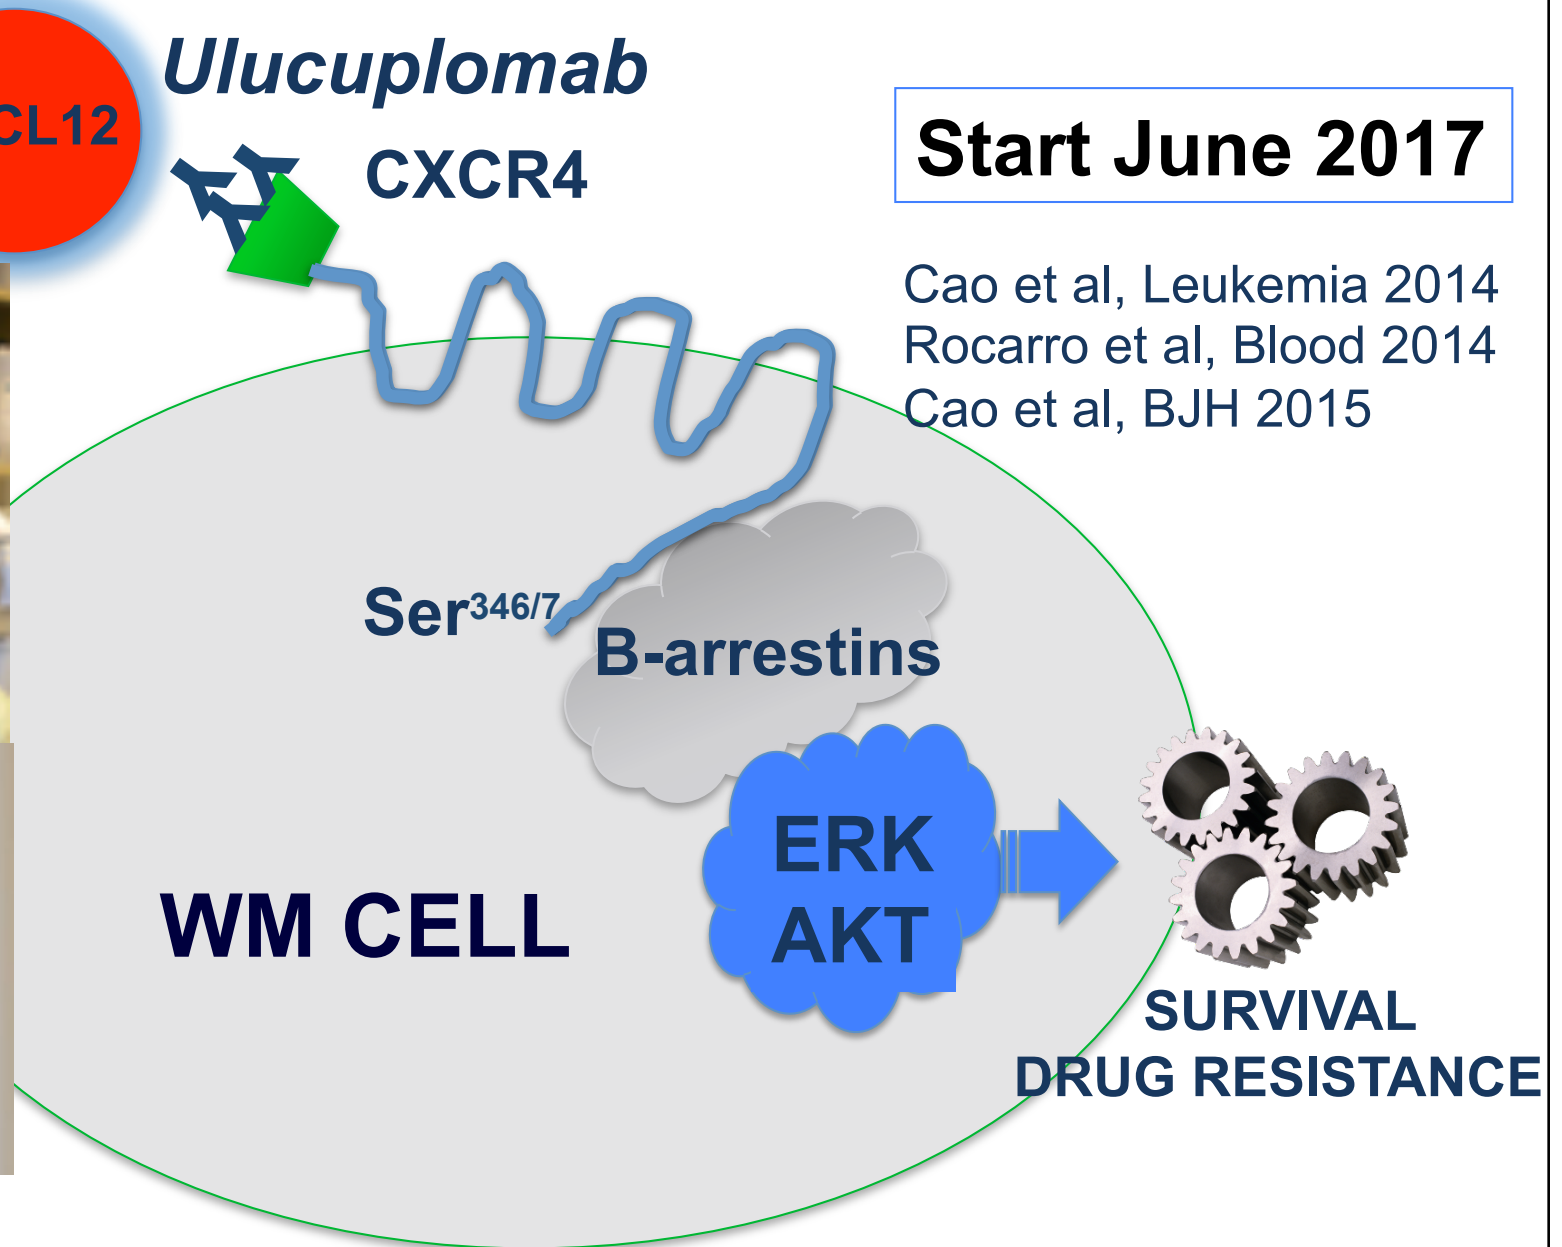 Ulucuplomab
CL12
CXCR4
Start June 2017
Cao et al, Leukemia 2014
Rocarro et al, Blood 2014
Cao et al, BJH 2015
Ser346/7
B-arrestins
ERK
AKT
WM CELL
SURVIVAL
DRUG RESISTANCE